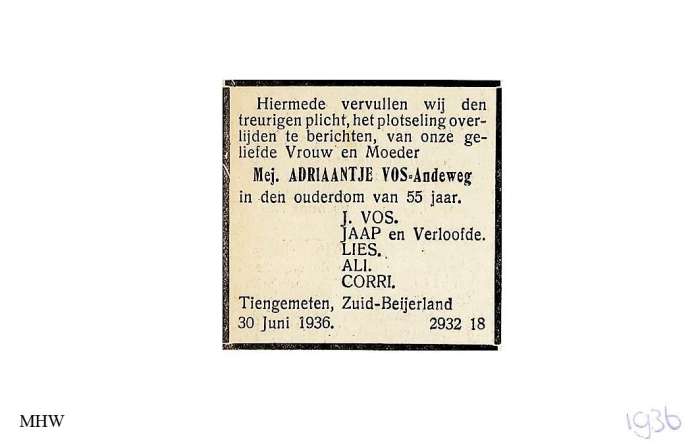 Hiermede vervullen wij den
treurigen plicht, het plotseling over-
lijden te berichten, van onze ge-
liefde Vrouw en Moeder
Mej. ADRIAANTJE VOS-Andeweg
in den ouderdom van 55 jaar.
J. VOS.
JAAP en Verloofde.
LIES.
ALI.
CORRI.
Tiengemeten, Zuid-Beijerland
30 Juni 1936. 2932 18
MHW
1936